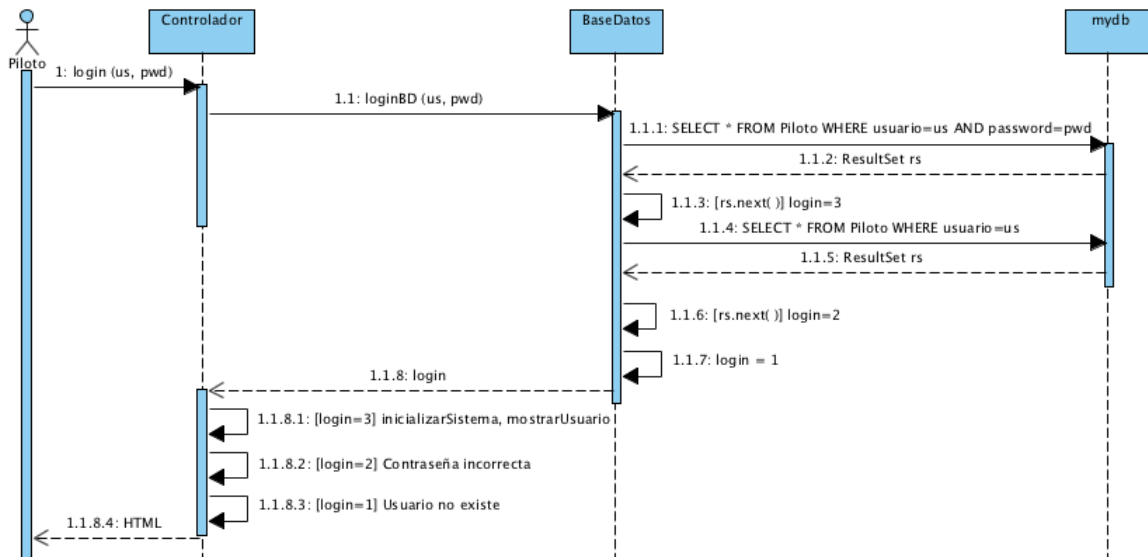 Controlador
BaseDatos
mydb
Piloto
1: login (us, pwd)
1.1: loginBD (us, pwd)
1.1.1: SELECT * FROM Piloto WHERE usuario=us AND password=pwd
1.1.2: ResultSet rs
1.1.3: [rs.next( )] login=3
1.1.4: SELECT * FROM Piloto WHERE usuario=us
1.1.5: ResultSet rs
1.1.6: [rs.next( )] login=2
1.1.7: login = 1
1.1.8: login
1.1.8.1: [login=3] inicializarSistema, mostrarUsuario
1.1.8.2: [login=2] Contraseña incorrecta
1.1.8.3: [login=1] Usuario no existe
1.1.8.4: HTML